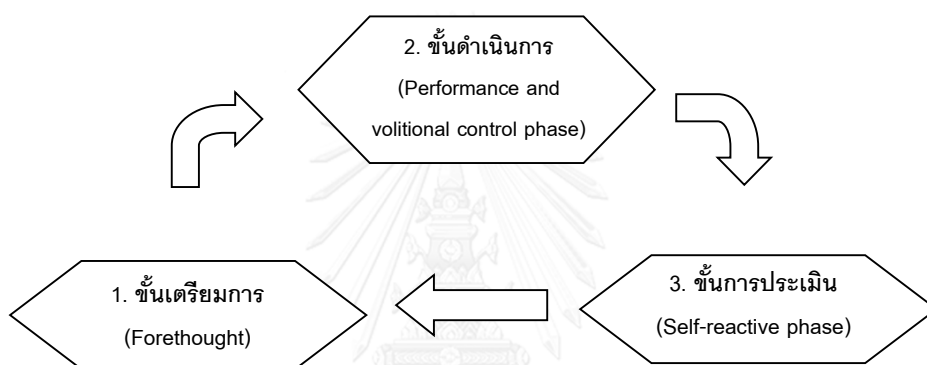 2. ขั้นดำเนินการ
(Performance and
volitional control phase)
1. ขั้นเตรียมการ
(Forethought)
3. ขั้นการประเมิน
(Self-reactive phase)